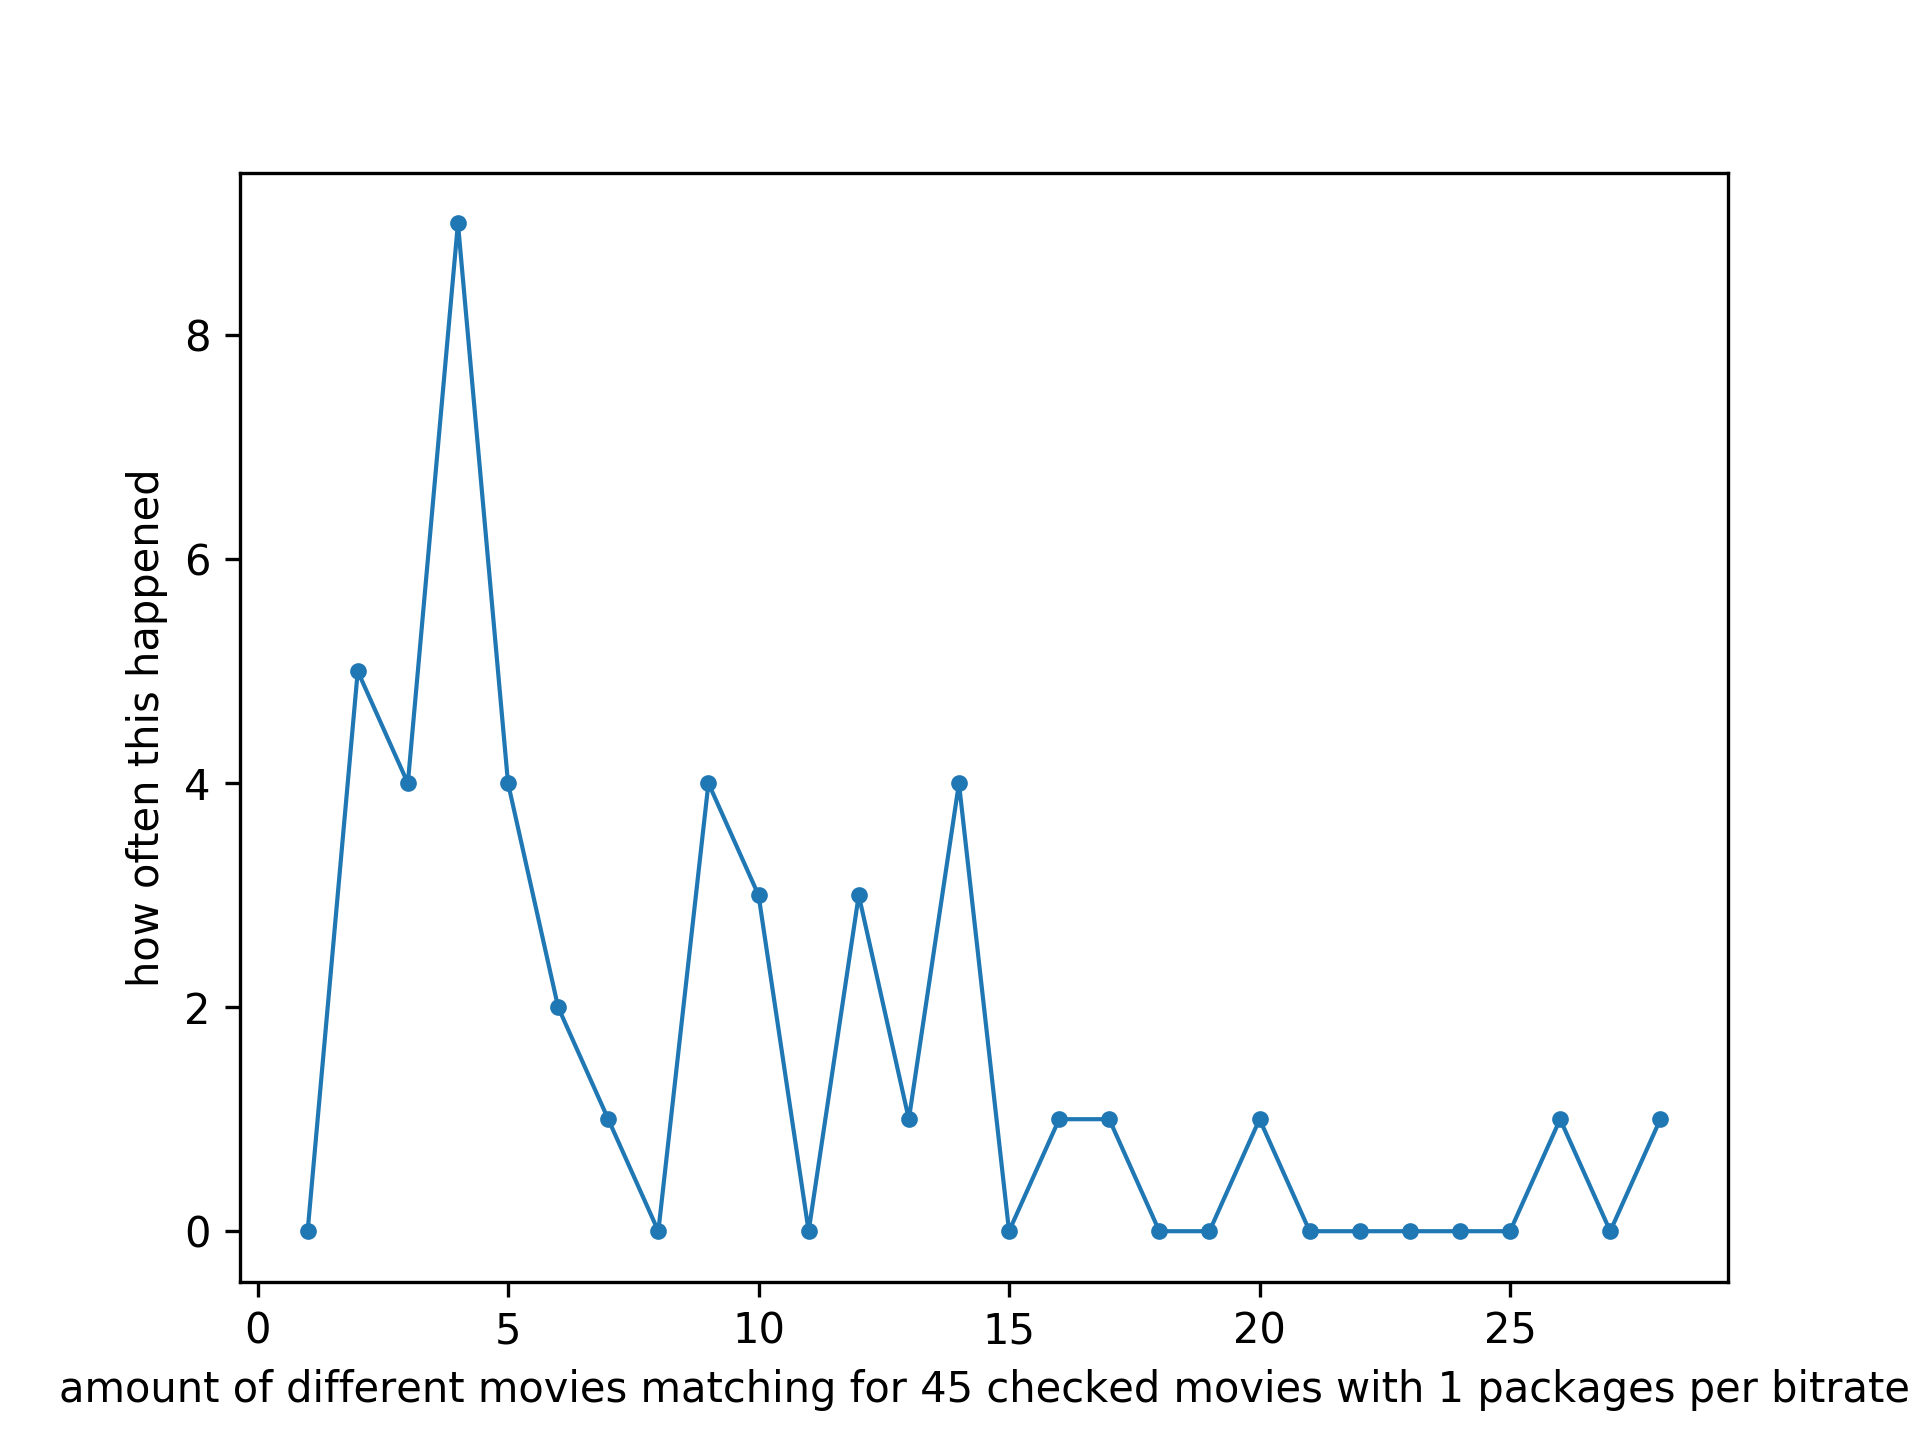 how often this happened
8
6
4
2
0
0 5 10 15 20 25
amount of different movies matching for 45 checked movies with 1 packages per bitrate